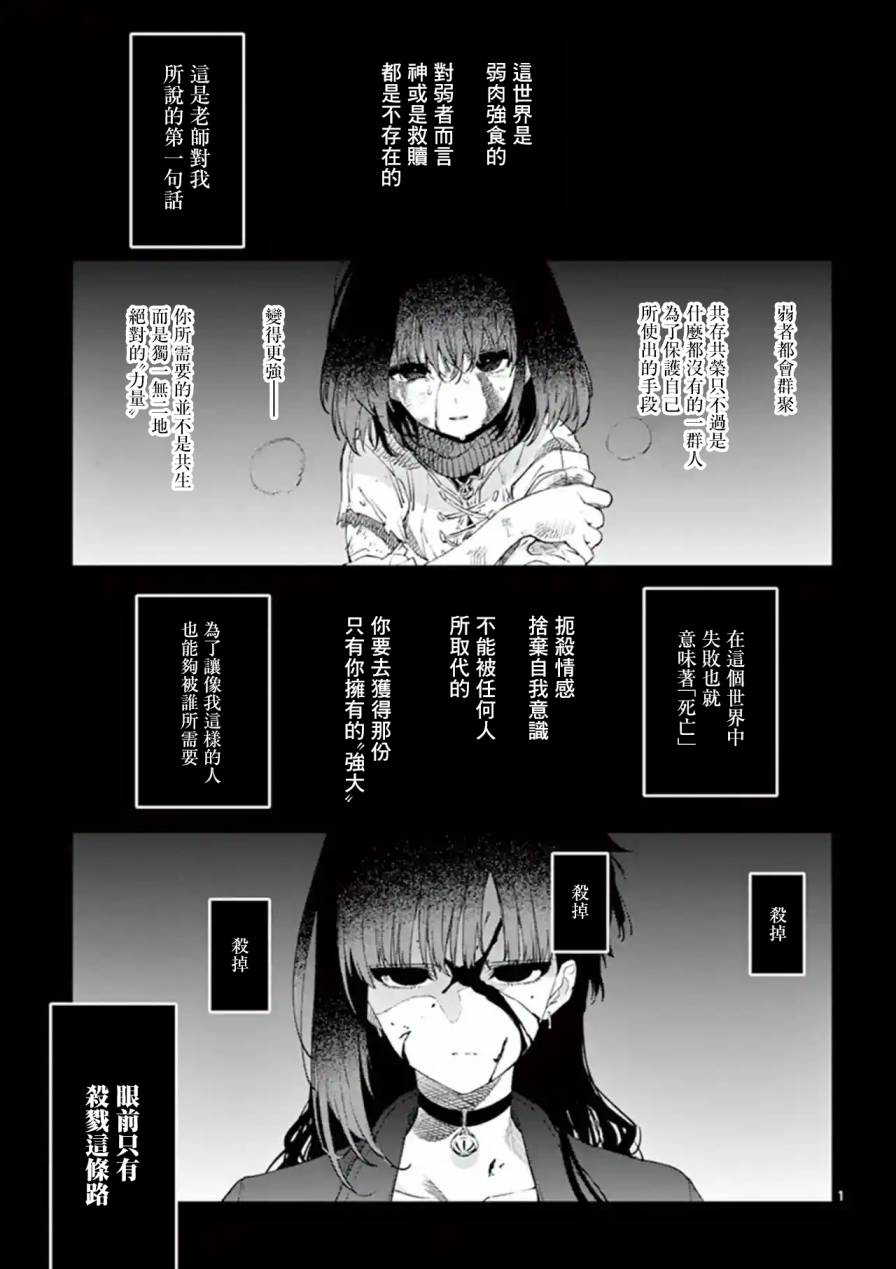 這世界是
弱肉強食的
對弱者而言
神或是救贖
都是不存在的
這是老師對我
所說的第一句話
弱者都會群聚
共存共榮只不過是
什麼都沒有的一群人
為了保護自己
所使出的手段
變得更強——
你所需要的並不是共生
而是獨一無二地
絕對的〝力量〞
在這個世界中
失敗也就
意味著「死亡」
扼殺情感
捨棄自我意識
不能被任何人
所取代的
你要去獲得那份
只有你擁有的〝強大〞
為了讓像我這樣的人
也能夠被誰所需要
殺掉
殺掉
殺掉
眼前只有
殺戮這條路
1